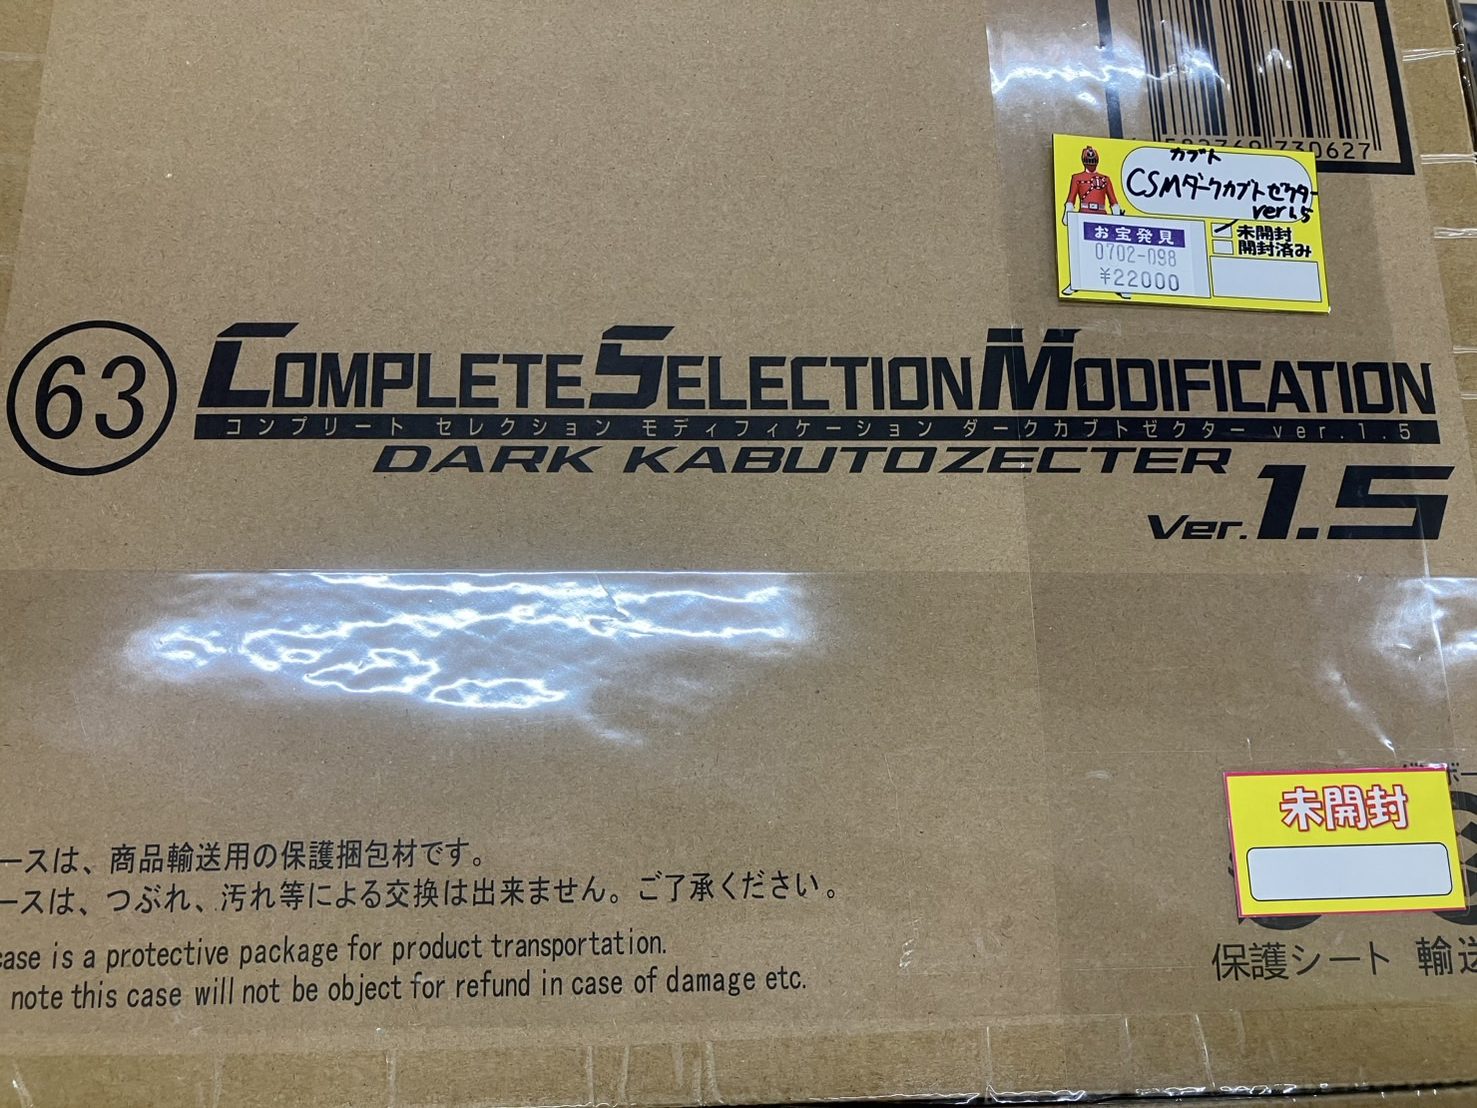 730627
カブト
CSMダークカブトゼクター
ver1.5
お宝発見
0702-098
¥22000
未開封
開封済み
63
COMPLETE SELECTION MODIFICATION
コンプリート セレクション モディフィケーション ダークカブトゼクター ver.1.5
DARK KABUTOZECTER
Ver.1.5
未開封
ースは、商品輸送用の保護梱包材です。
ースは、つぶれ、汚れ等による交換は出来ません。ご了承ください。
case is a protective package for product transportation.
note this case will not be object for refund in case of damage etc.
保護シート 輸送